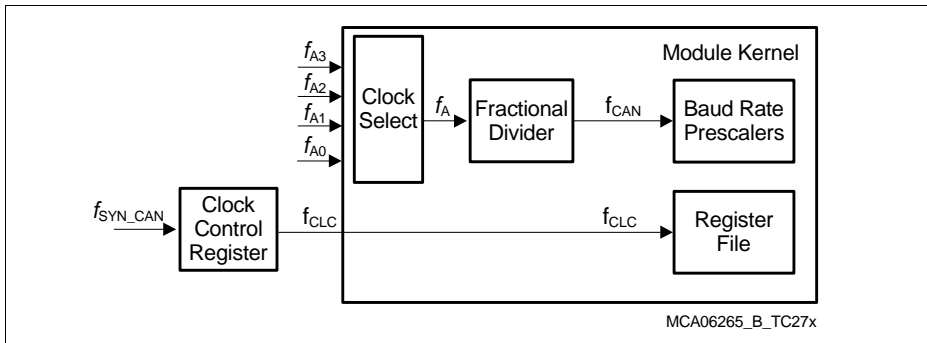 Module Kernel
fA3
fA2
fA1
fA0
Clock
Select
fA
Fractional
Divider
fCAN
Baud Rate
Prescalers
fSYN_CAN
Clock
Control
Register
fCLC
fCLC
Register
File
MCA06265_B_TC27x